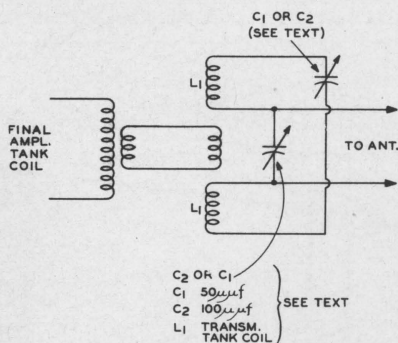 C1 OR C2
(SEE TEXT)
L1
FINAL
AMPL.
TANK
COIL
TO ANT.
L1
C2 OR C1
C1 50μμf
C2 100μμf
L1 TRANSM.
TANK COIL
SEE TEXT